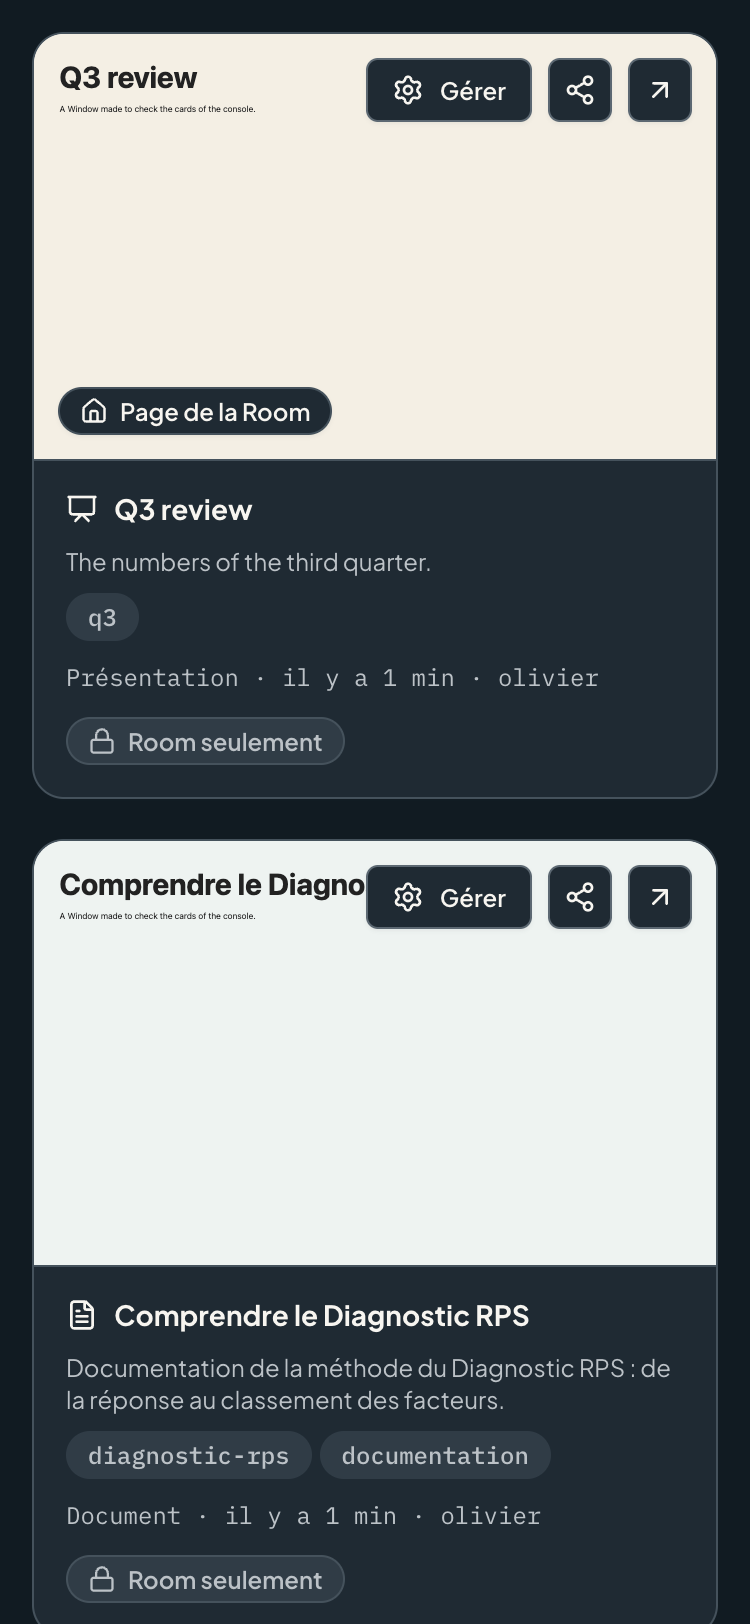 Q3 review
Gérer
A Window made to check the cards of the console.
Page de la Room
Q3 review
The numbers of the third quarter.
q3
Présentation · il y a 1 min · olivier
Room seulement
Comprendre le Diagno
Gérer
A Window made to check the cards of the console.
Comprendre le Diagnostic RPS
Documentation de la méthode du Diagnostic RPS : de
la réponse au classement des facteurs.
diagnostic-rps documentation
Document · il y a 1 min · olivier
Room seulement